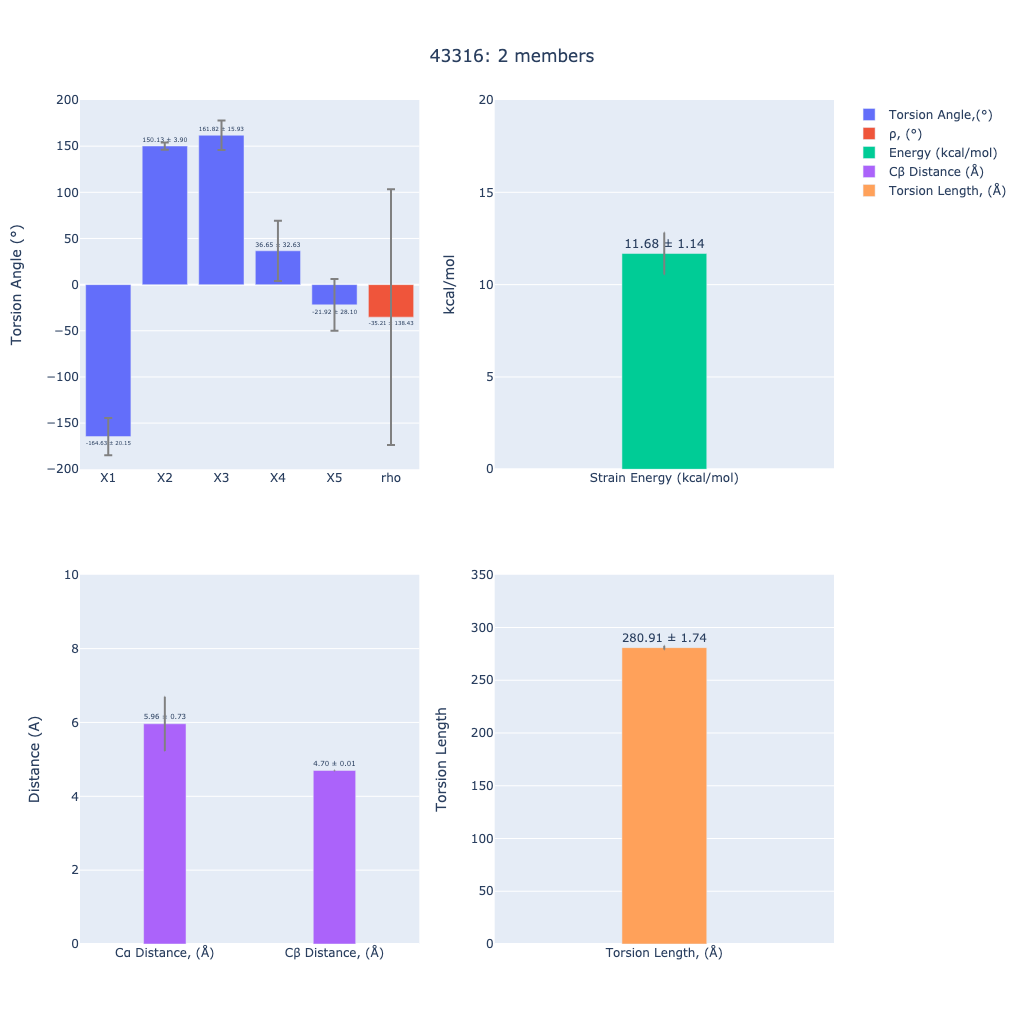 43316: 2 members
Torsion Angle (°)
200
150
100
50
0
−50
−100
−150
−200
-164.63 ± 20.15
150.13 ± 3.90
161.82 ± 15.93
36.65 ± 32.63
-21.92 ± 28.10
-35.21 ± 138.43
X1 X2 X3 X4 X5 rho
kcal/mol
20
15
10
5
0
11.68 ± 1.14
Strain Energy (kcal/mol)
Torsion Angle,(°)
ρ, (°)
Energy (kcal/mol)
Cβ Distance (Å)
Torsion Length, (Å)
Distance (A)
10
8
6
4
2
0
5.96 ± 0.73
4.70 ± 0.01
Cα Distance, (Å) Cβ Distance, (Å)
Torsion Length
350
300
250
200
150
100
50
0
280.91 ± 1.74
Torsion Length, (Å)